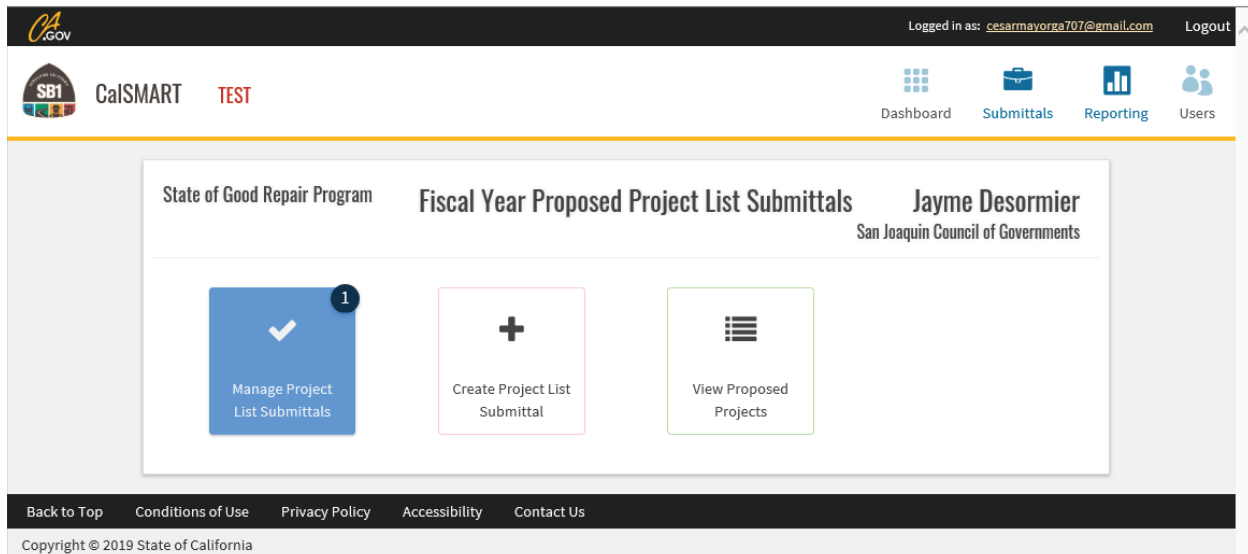 CA.GOV
Logged in as: cesarmayorga707@gmail.com
Logout
SB1
CalSMART
TEST
Dashboard
Submittals
Reporting
Users
State of Good Repair Program
Fiscal Year Proposed Project List Submittals
Jayme Desormier
San Joaquin Council of Governments
1
Manage Project
List Submittals
Create Project List
Submittal
View Proposed
Projects
Back to Top
Conditions of Use
Privacy Policy
Accessibility
Contact Us
Copyright © 2019 State of California